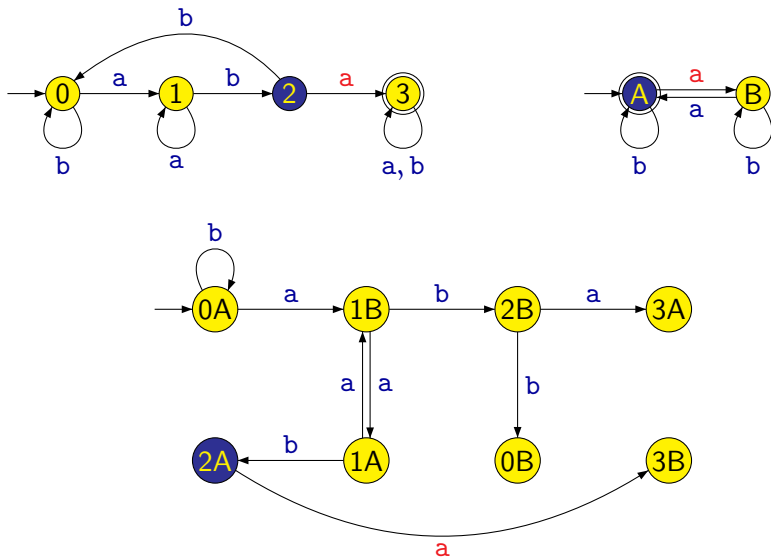 b
0 a 1 b 2 a 3 A a B
a
b a a, b b b
b
0A a 1B b 2B a 3A
a a b
2A b 1A 0B 3B
a